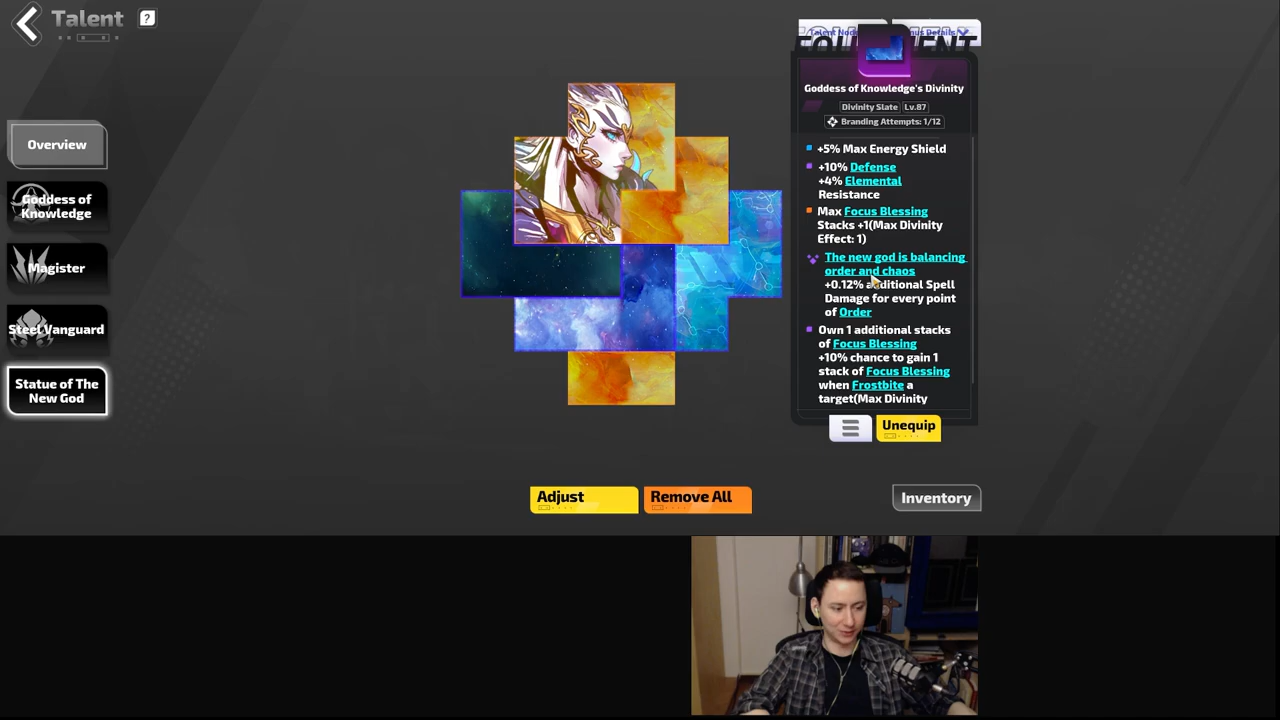 Talent
?
Overview
Goddess of
Knowledge
Magister
Steel Vanguard
Statue of The
New God
Goddess of Knowledge's Divinity
Divinity Slate Lv.87
Branding Attempts: 1/12
+5% Max Energy Shield
+10% Defense
+4% Elemental
Resistance
Max Focus Blessing
Stacks +1(Max Divinity
Effect: 1)
The new god is balancing
order and chaos
+0.12% additional Spell
Damage for every point
of Order
Own 1 additional stacks
of Focus Blessing
+10% chance to gain 1
stack of Focus Blessing
when Frostbite a
target(Max Divinity
Unequip
Adjust
Remove All
Inventory